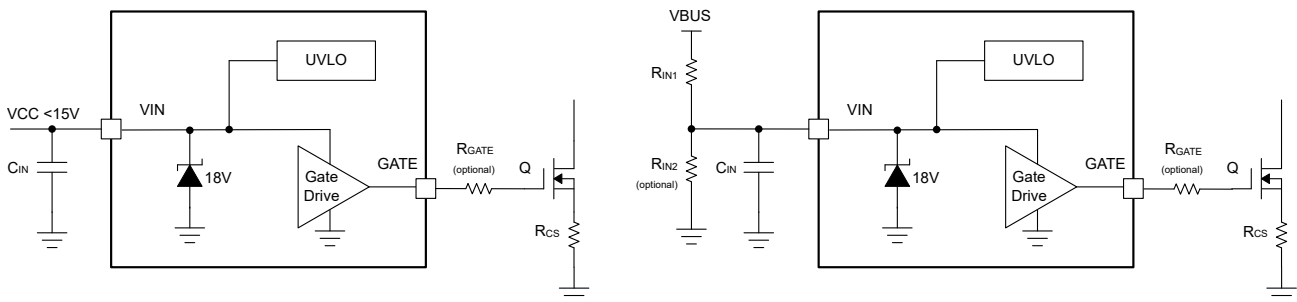 UVLO
VCC <15V
VIN
CIN
18V
Gate
Drive
GATE
RGATE
(optional)
Q
RCS
VBUS
RIN1
RIN2
(optional)
CIN
VIN
UVLO
18V
Gate
Drive
GATE
RGATE
(optional)
Q
RCS